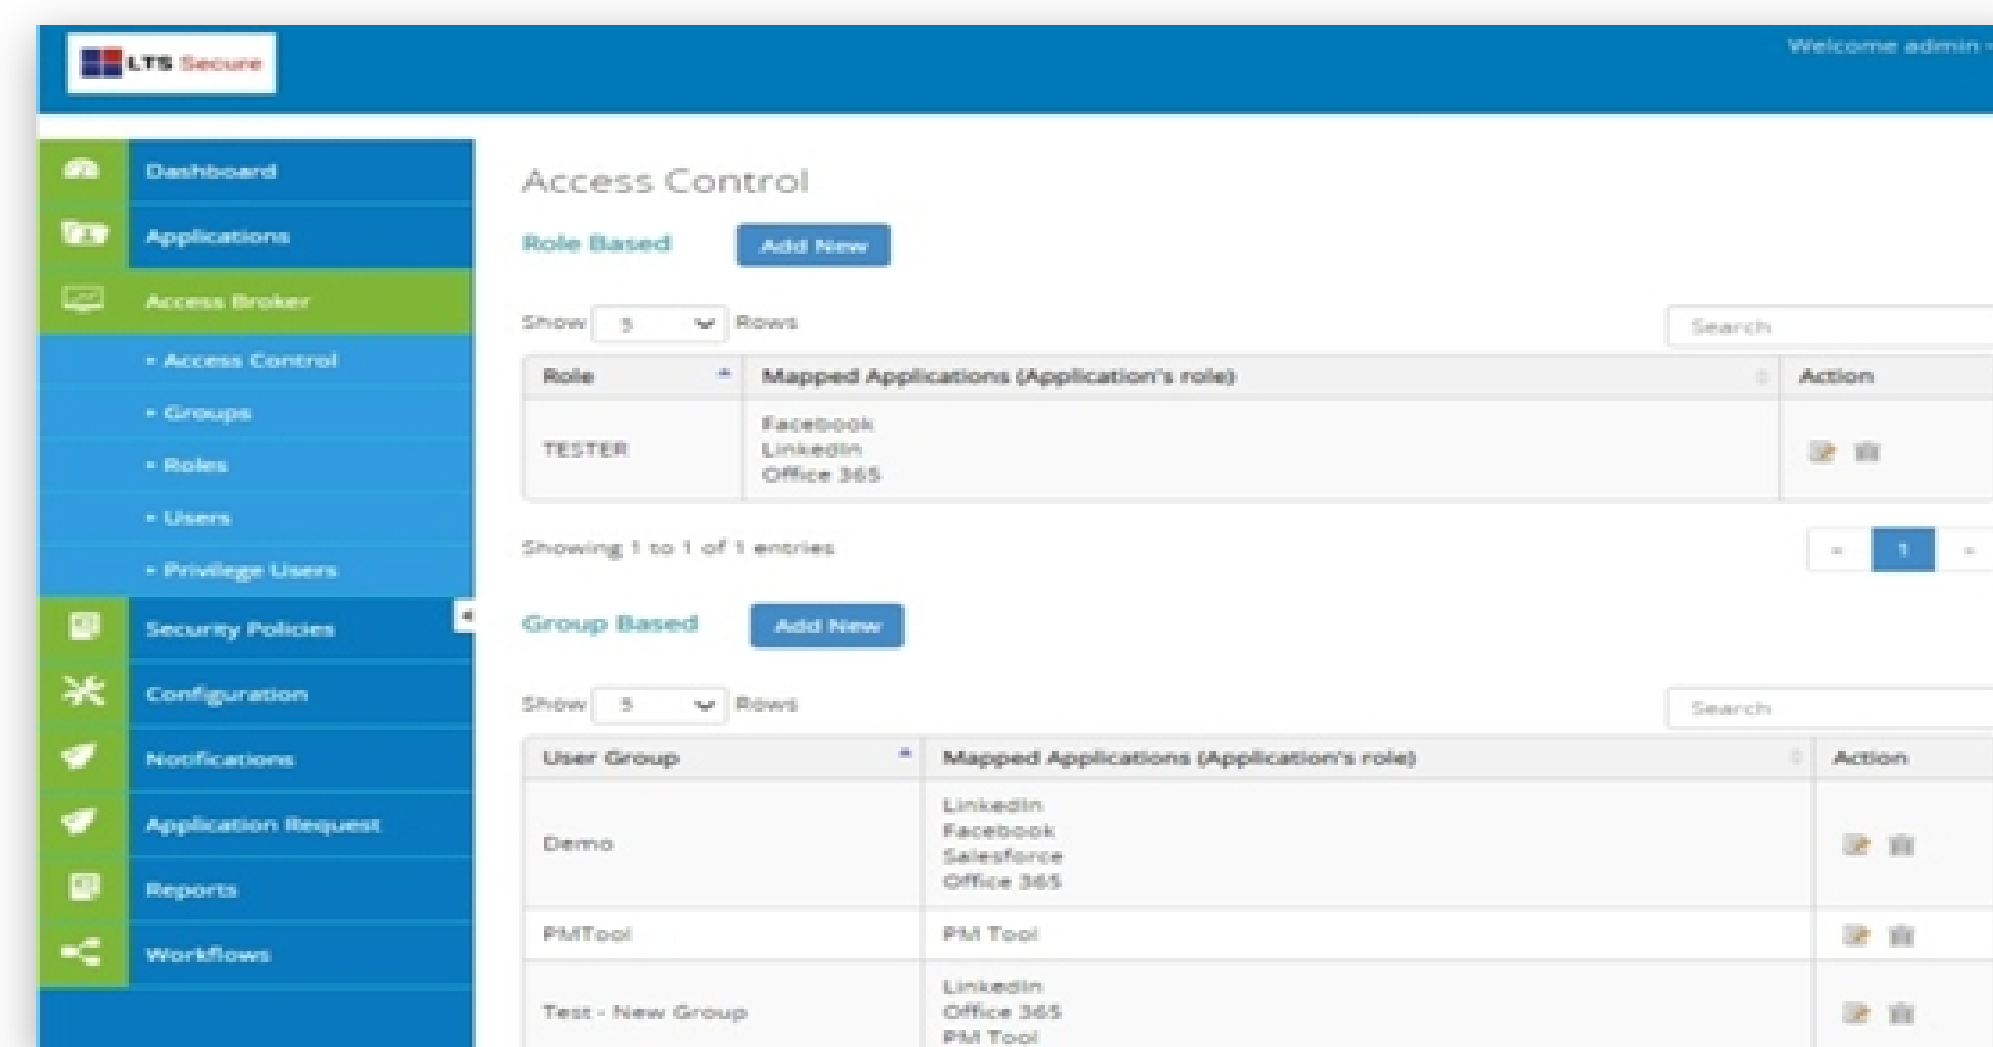 LTS Secure
Welcome admin -
Dashboard
Applications
Access Broker
Access Control
Groups
Roles
Users
Privilege Users
Security Policies
Configuration
Notifications
Application Request
Reports
Workflows
Access Control
Role Based Add New
Show 5 Rows Search
Role Mapped Applications (Application's role) Action
TESTER
Facebook
LinkedIn
Office 365
Showing 1 to 1 of 1 entries
« 1 »
Group Based Add New
Show 5 Rows Search
User Group Mapped Applications (Application's role) Action
Demo
LinkedIn
Facebook
Salesforce
Office 365
PMTool PM Tool
Test - New Group
LinkedIn
Office 365
PM Tool